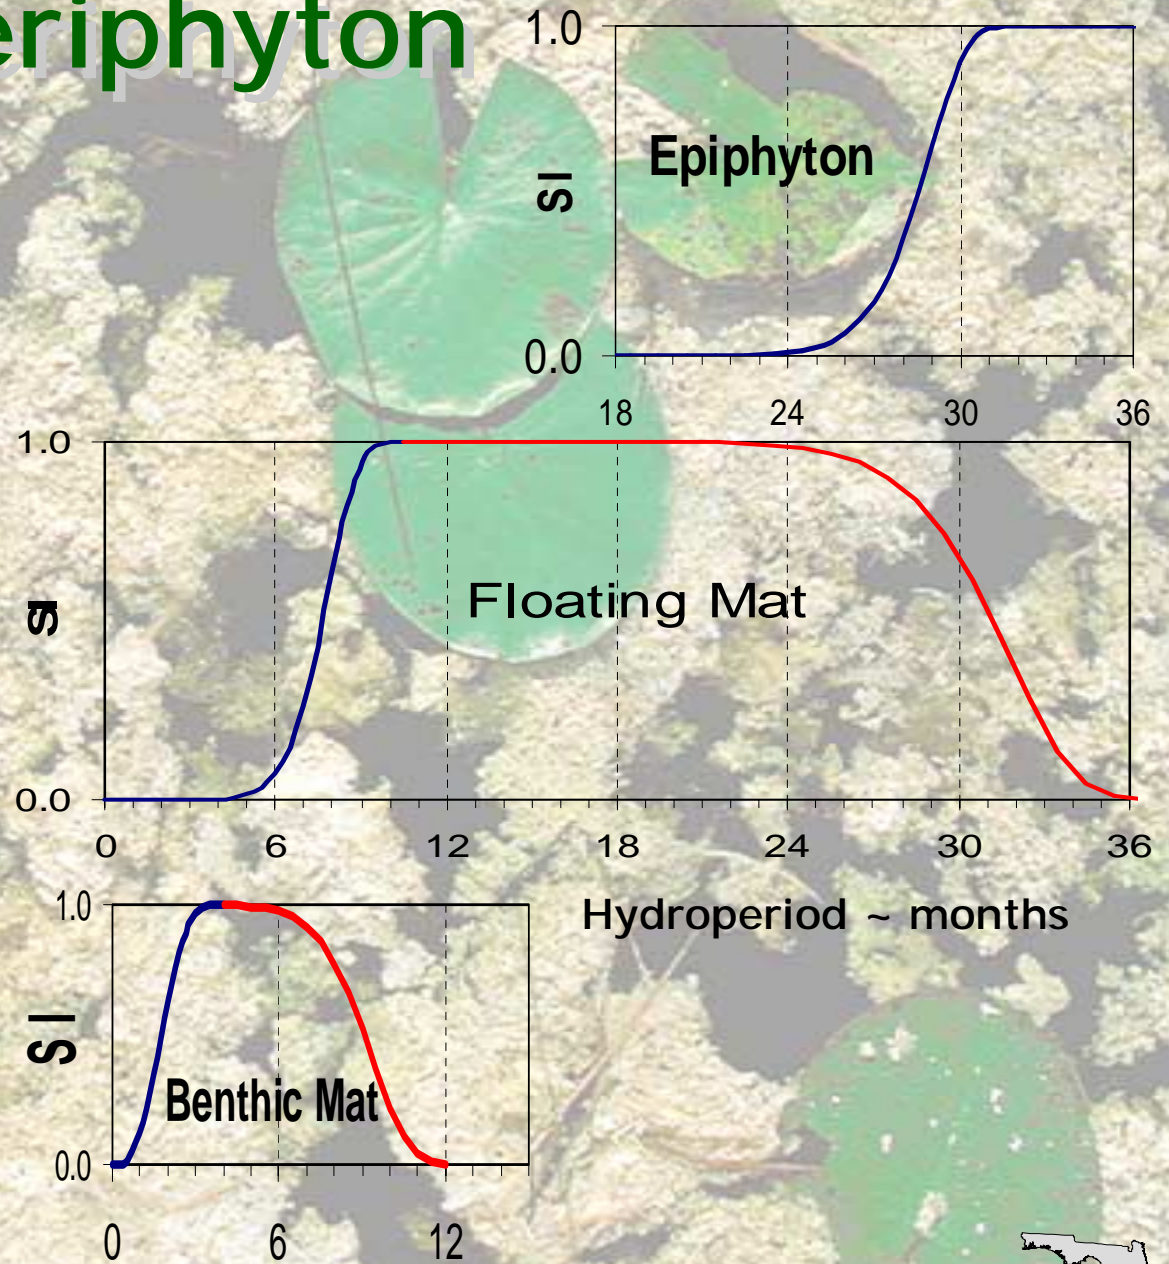 eriphyton
1.0
SI
Epiphyton
0.0
18 24 30 36
1.0
SI
Floating Mat
0.0
0 6 12 18 24 30 36
Hydroperiod ~ months
1.0
SI
Benthic Mat
0.0
0 6 12